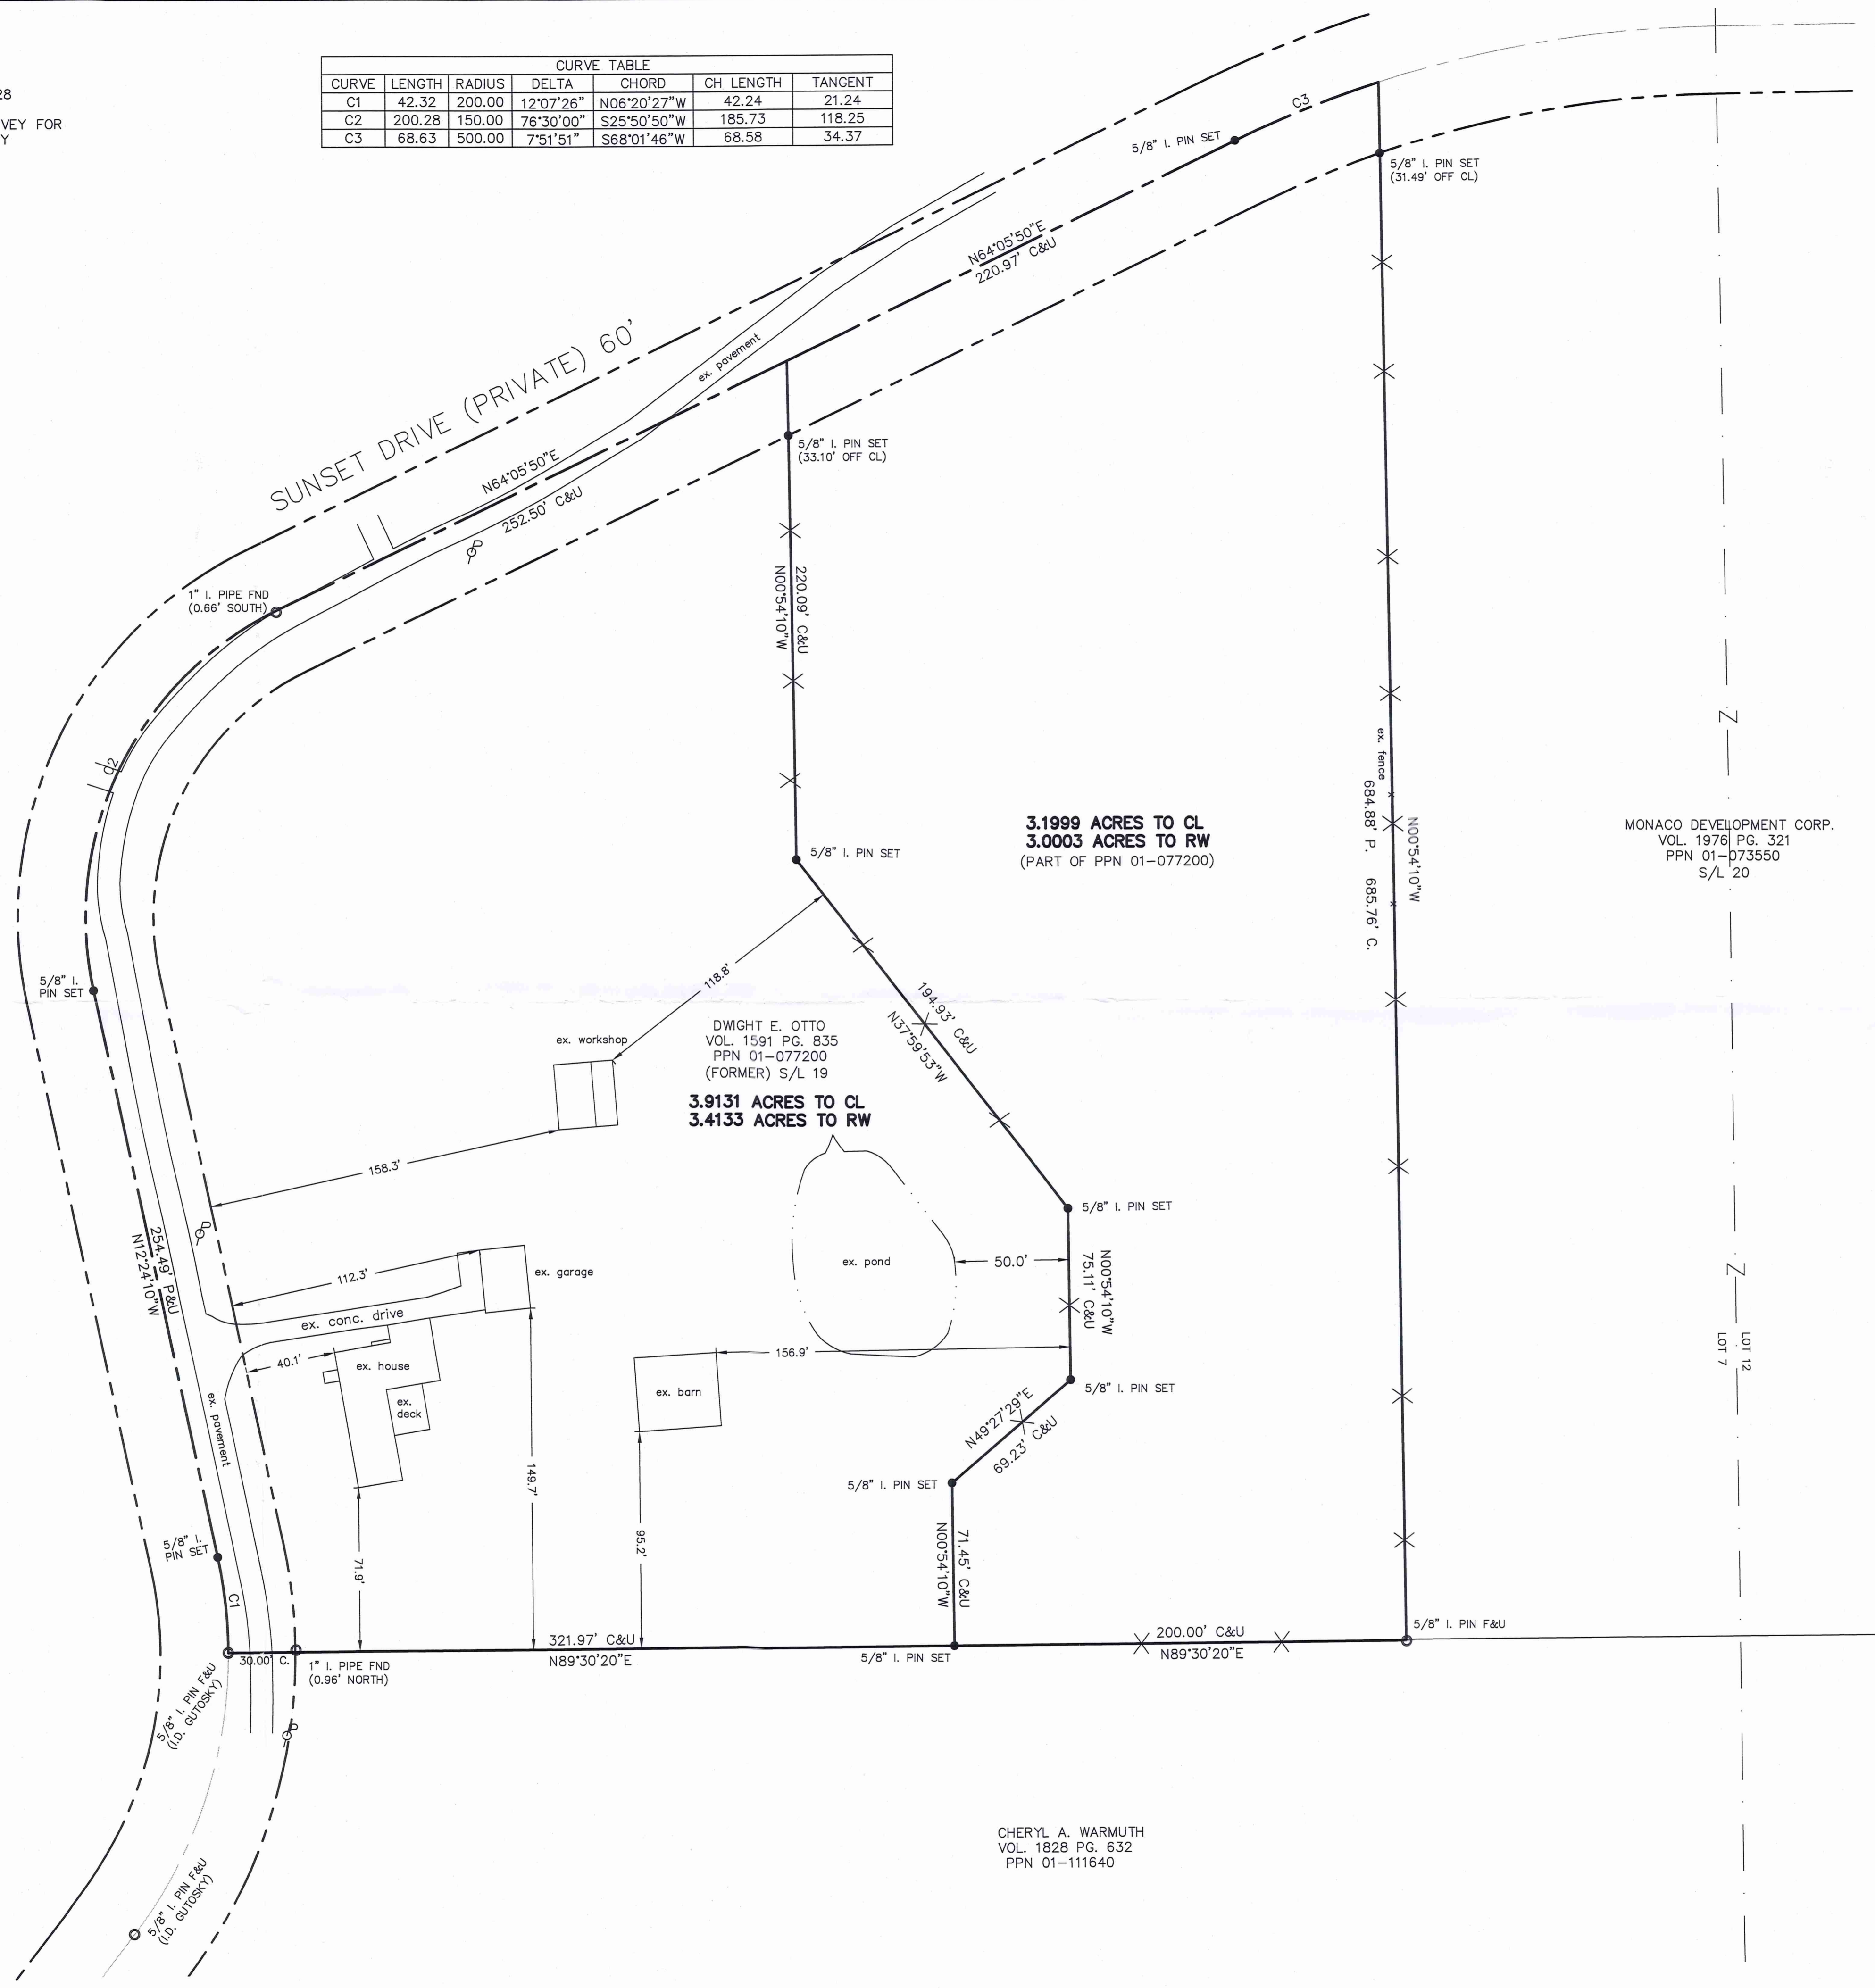 28
VEY FOR
Y
CURVE TABLE
CURVE LENGTH RADIUS DELTA CHORD CH LENGTH TANGENT
C1 42.32 200.00 12°07'26" N06°20'27"W 42.24 21.24
C2 200.28 150.00 76°30'00" S25°50'50"W 185.73 118.25
C3 68.63 500.00 7°51'51" S68°01'46"W 68.58 34.37
C3
5/8" I. PIN SET
5/8" I. PIN SET
(31.49' OFF CL)
N64°05'50"E
220.97' C&U
SUNSET DRIVE (PRIVATE) 60'
ex. pavement
5/8" I. PIN SET
(33.10' OFF CL)
N64°05'50"E
252.50' C&U
1" I. PIPE FND
(0.66' SOUTH)
220.09' C&U
N00°54'10"W
C2
Z
ex. fence
684.88' P. 685.76' C.
N00°54'10"W
3.1999 ACRES TO CL
3.0003 ACRES TO RW
(PART OF PPN 01-077200)
MONACO DEVELOPMENT CORP.
VOL. 1976 PG. 321
PPN 01-073550
S/L 20
5/8" I. PIN SET
5/8" I.
PIN SET
118.8'
194.93' C&U
N37°59'53"W
ex. workshop
DWIGHT E. OTTO
VOL. 1591 PG. 835
PPN 01-077200
(FORMER) S/L 19
3.9131 ACRES TO CL
3.4133 ACRES TO RW
158.3'
5/8" I. PIN SET
254.49' P&U
N12°24'10"W
112.3'
ex. garage
ex. pond
50.0'
N00°54'10"W
75.11' C&U
Z
ex. conc. drive
40.1'
ex. house
156.9'
LOT 12
LOT 7
ex. barn
5/8" I. PIN SET
ex.
deck
ex. pavement
N49°27'29"E
69.23' C&U
149.7'
5/8" I. PIN SET
5/8" I.
PIN SET
95.2'
71.9'
71.45' C&U
N00°54'10"W
C1
30.00' C.
1" I. PIPE FND
(0.96' NORTH)
321.97' C&U
N89°30'20"E
5/8" I. PIN SET
200.00' C&U
N89°30'20"E
5/8" I. PIN F&U
5/8" I. PIN F&U
(I.D. GUTOSKY)
CHERYL A. WARMUTH
VOL. 1828 PG. 632
PPN 01-111640
5/8" I. PIN F&U
(I.D. GUTOSKY)